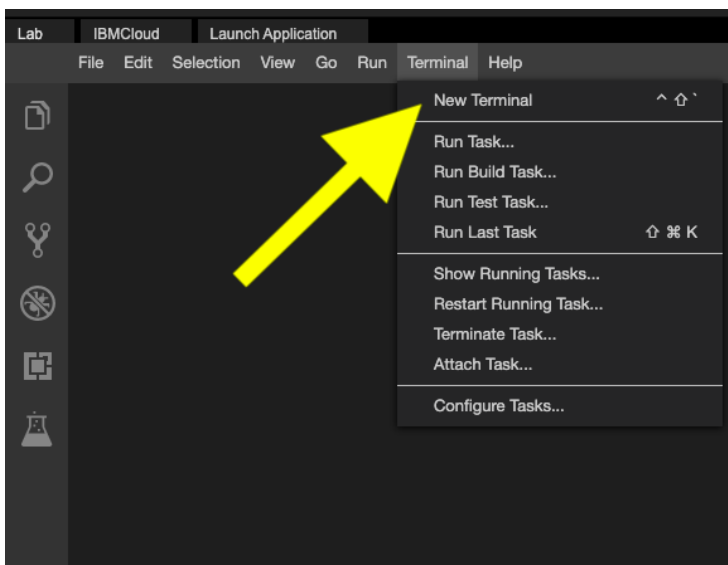 Lab IBMCloud Launch Application
File Edit Selection View Go Run Terminal Help
New Terminal ^ ⇧ `
Run Task...
Run Build Task...
Run Test Task...
Run Last Task ⇧ ⌘ K
Show Running Tasks...
Restart Running Task...
Terminate Task...
Attach Task...
Configure Tasks...